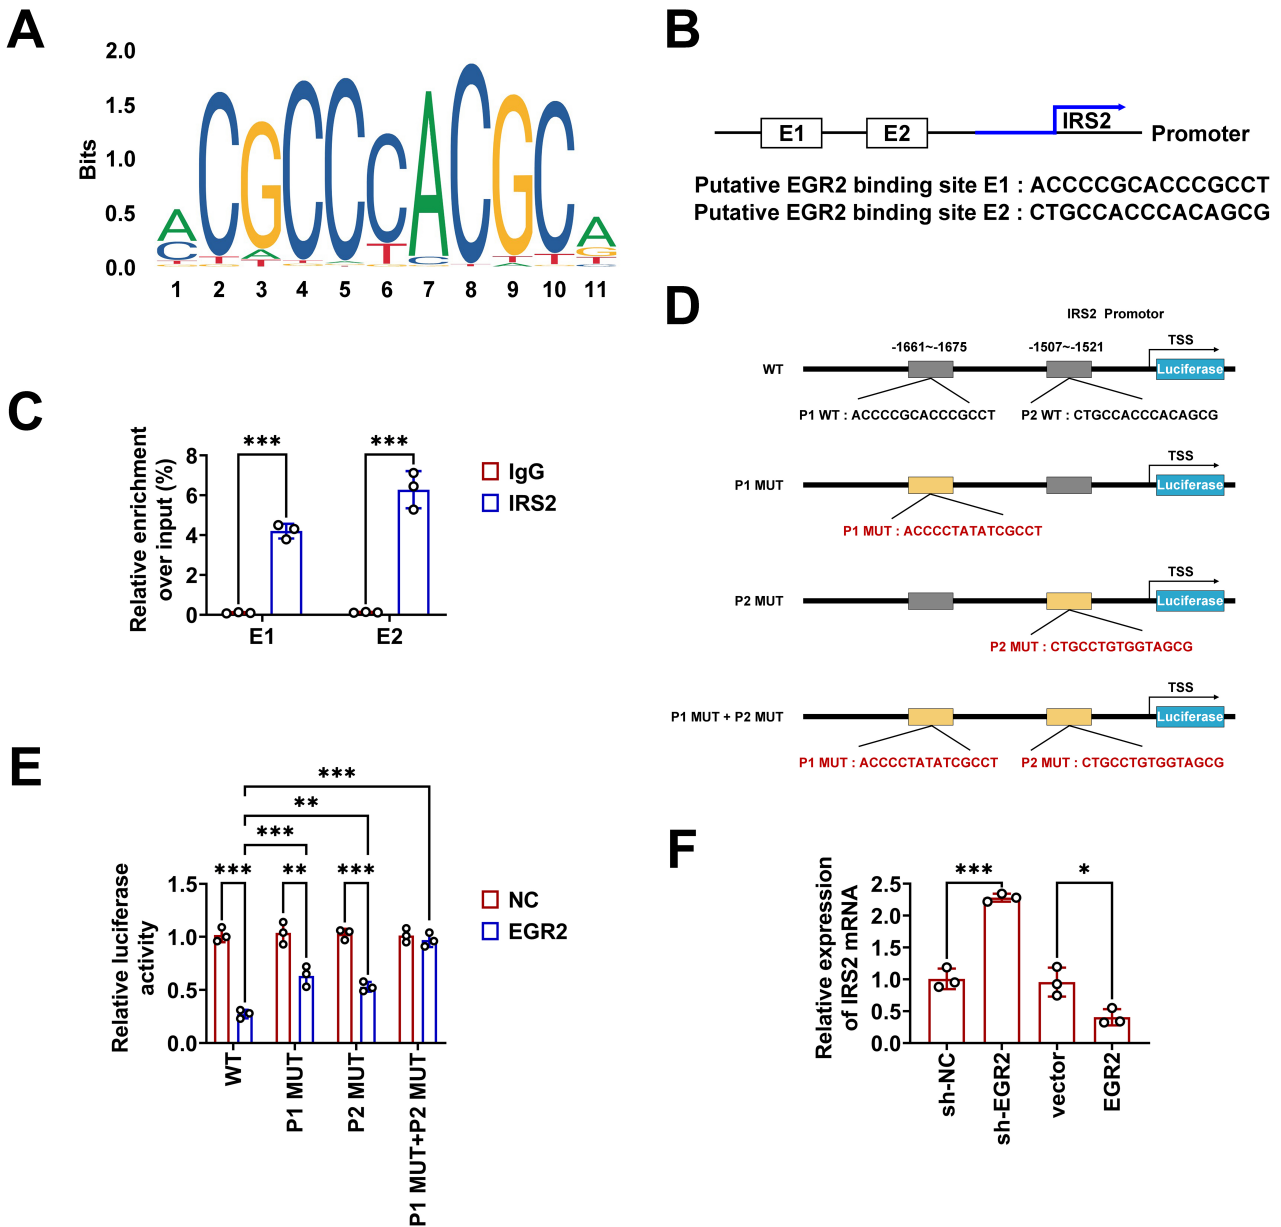 A
Bits
2.0
1.5
1.0
0.5
0.0
1 2 3 4 5 6 7 8 9 10 11
B
E1 E2 IRS2 Promoter
Putative EGR2 binding site E1 : ACCCCGCACCCGCCT
Putative EGR2 binding site E2 : CTGCCACCCACAGCG
C
Relative enrichment
over input (%)
8
6
4
2
0
*** ***
E1 E2
IgG
IRS2
D
IRS2 Promotor
-1661~-1675 -1507~-1521 TSS
WT Luciferase
P1 WT : ACCCCGCACCCGCCT P2 WT : CTGCCACCCACAGCG
TSS
P1 MUT Luciferase
P1 MUT : ACCCCTATATCGCCT
TSS
P2 MUT Luciferase
P2 MUT : CTGCCTGTGGTAGCG
TSS
P1 MUT + P2 MUT Luciferase
P1 MUT : ACCCCTATATCGCCT P2 MUT : CTGCCTGTGGTAGCG
E
Relative luciferase
activity
1.5
1.0
0.5
0.0
***
**
***
*** ** ***
WT
P1 MUT
P2 MUT
P1 MUT+P2 MUT
NC
EGR2
F
Relative expression
of IRS2 mRNA
2.5
2.0
1.5
1.0
0.5
0.0
*** *
sh-NC
sh-EGR2
vector
EGR2